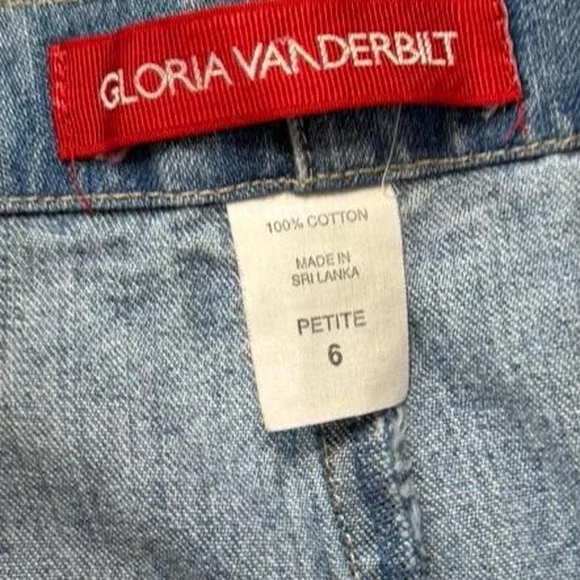 GLORIA VANDERBILT
100% COTTON
MADE IN
SRI LANKA
PETITE
6